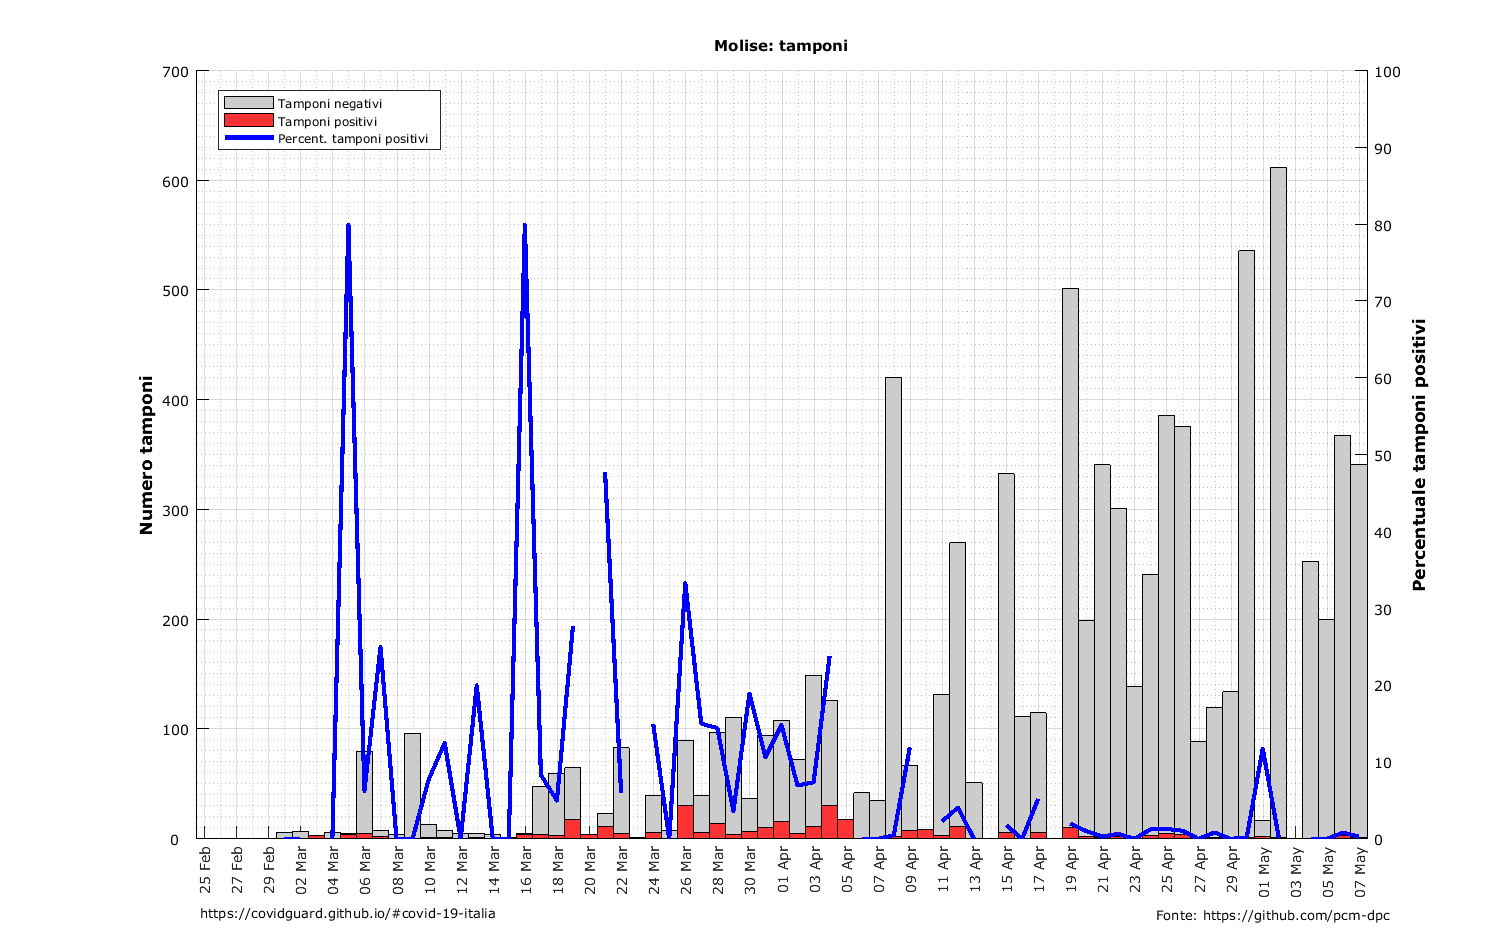 Molise: tamponi
Tamponi negativi
Tamponi positivi
Percent. tamponi positivi
Numero tamponi
700
600
500
400
300
200
100
0
Percentuale tamponi positivi
100
90
80
70
60
50
40
30
20
10
0
25 Feb
27 Feb
29 Feb
02 Mar
04 Mar
06 Mar
08 Mar
10 Mar
12 Mar
14 Mar
16 Mar
18 Mar
20 Mar
22 Mar
24 Mar
26 Mar
28 Mar
30 Mar
01 Apr
03 Apr
05 Apr
07 Apr
09 Apr
11 Apr
13 Apr
15 Apr
17 Apr
19 Apr
21 Apr
23 Apr
25 Apr
27 Apr
29 Apr
01 May
03 May
05 May
07 May
https://covidguard.github.io/#covid-19-italia
Fonte: https://github.com/pcm-dpc